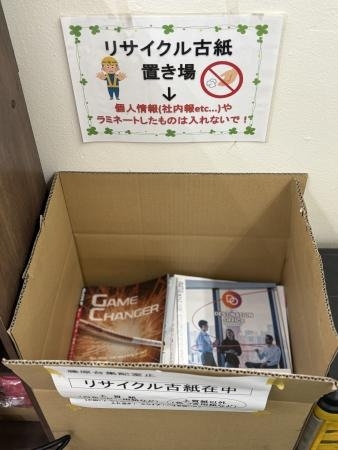 リサイクル古紙
置き場
↓
個人情報(社内報etc...)や
ラミネートしたものは入れないで!
GAME
CHANGER
DESTINATION
OFFICE
リサイクル古紙在中